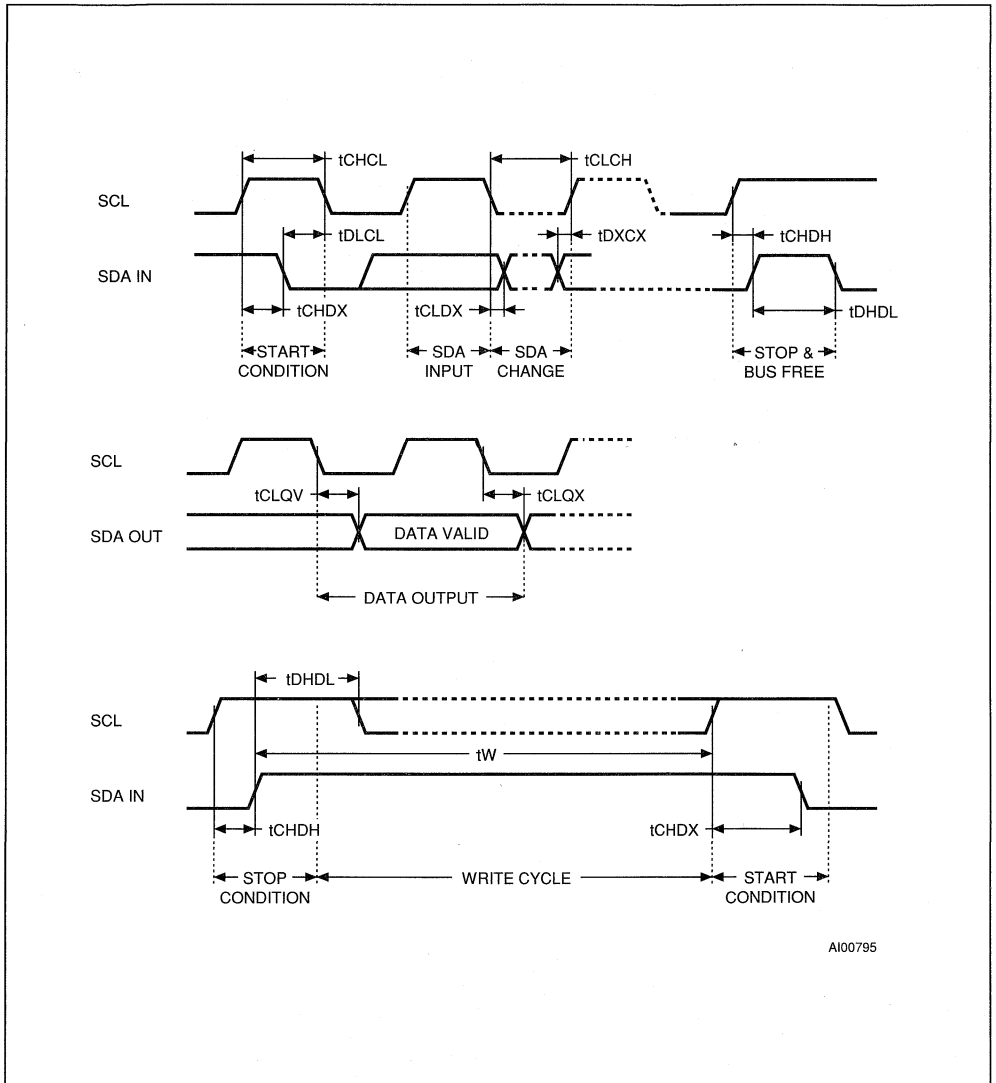 tCHCL
tCLCH
SCL
tDLCL
tDXCX
tCHDH
SDA IN
tCHDX
tCLDX
tDHDL
START
CONDITION
SDA
INPUT
SDA
CHANGE
STOP &
BUS FREE
SCL
tCLQV
tCLQX
SDA OUT
DATA VALID
DATA OUTPUT
tDHDL
SCL
tW
SDA IN
tCHDH
tCHDX
STOP
CONDITION
WRITE CYCLE
START
CONDITION
AI00795